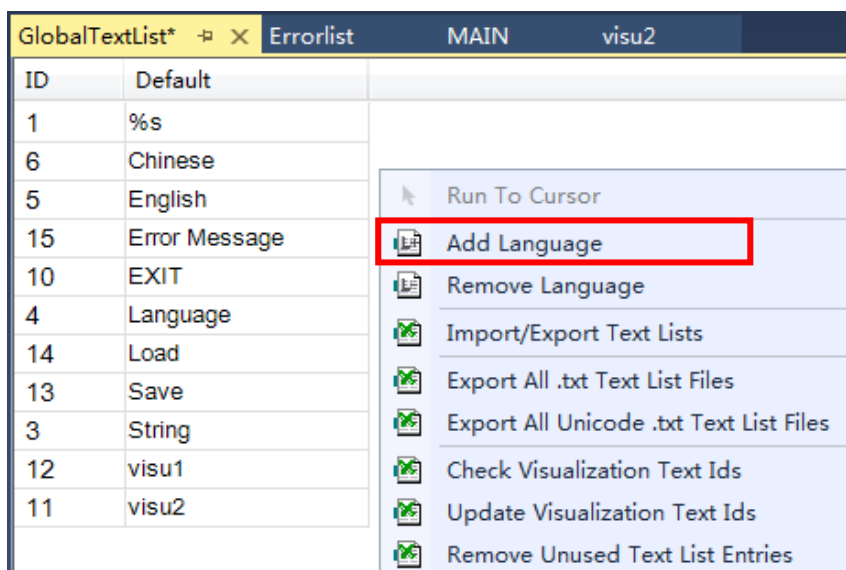 GlobalTextList* Errorlist MAIN visu2
ID Default
1 %s
6 Chinese
5 English
15 Error Message
10 EXIT
4 Language
14 Load
13 Save
3 String
12 visu1
11 visu2
Run To Cursor
Add Language
Remove Language
Import/Export Text Lists
Export All .txt Text List Files
Export All Unicode .txt Text List Files
Check Visualization Text Ids
Update Visualization Text Ids
Remove Unused Text List Entries